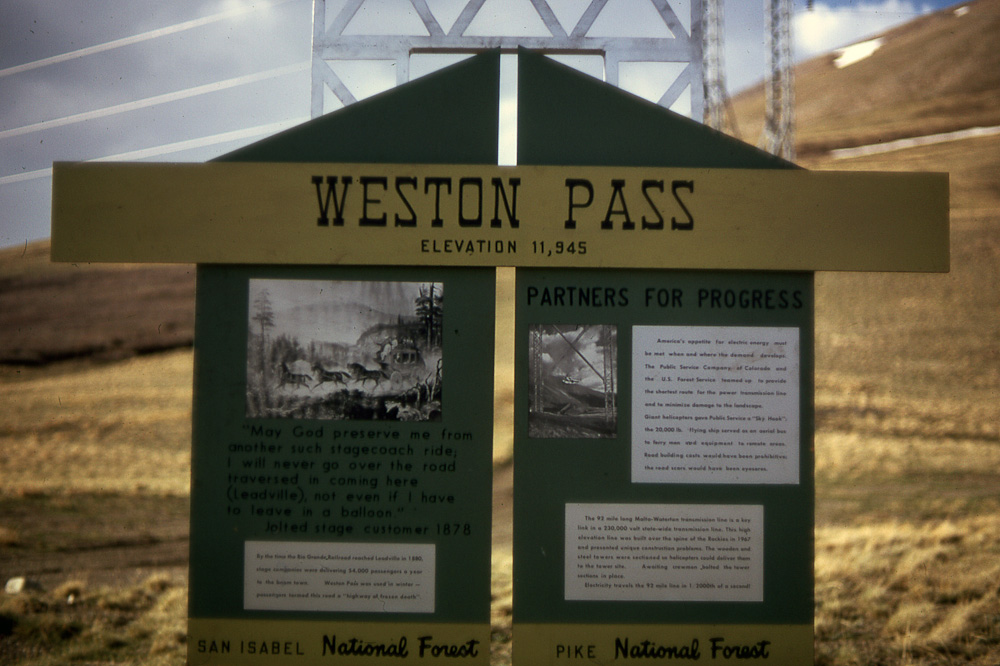 WESTON PASS
ELEVATION 11,945
"May God preserve me from
another such stagecoach ride;
I will never go over the road
traversed in coming here
(Leadville), not even if I have
to leave in a balloon."
Jolted stage customer 1878
By the time the Rio Grande Railroad reached Leadville in 1880,
stage companies were delivering 54,000 passengers a year
to the boom town. Weston Pass was used in winter —
passengers termed this road a "highway of frozen death".
SAN ISABEL National Forest
PARTNERS FOR PROGRESS
America's appetite for electric energy must
be met when and where the demand develops.
The Public Service Company of Colorado and
the U.S. Forest Service teamed up to provide
the shortest route for the power transmission line
and to minimize damage to the landscape.
Giant helicopters gave Public Service a "Sky Hook";
the 20,000 lb. flying ship served as an aerial bus
to ferry men and equipment to remote areas.
Road building costs would have been prohibitive;
the road scars would have been eyesores.
The 92 mile long Malta-Waterton transmission line is a key
link in a 230,000 volt state-wide transmission line. This high
elevation line was built over the spine of the Rockies in 1967
and presented unique construction problems. The wooden and
steel towers were sectioned so helicopters could deliver them
to the tower site. Awaiting crewmen bolted the tower
sections in place.
Electricity travels the 92 mile line in 1/2000th of a second!
PIKE National Forest